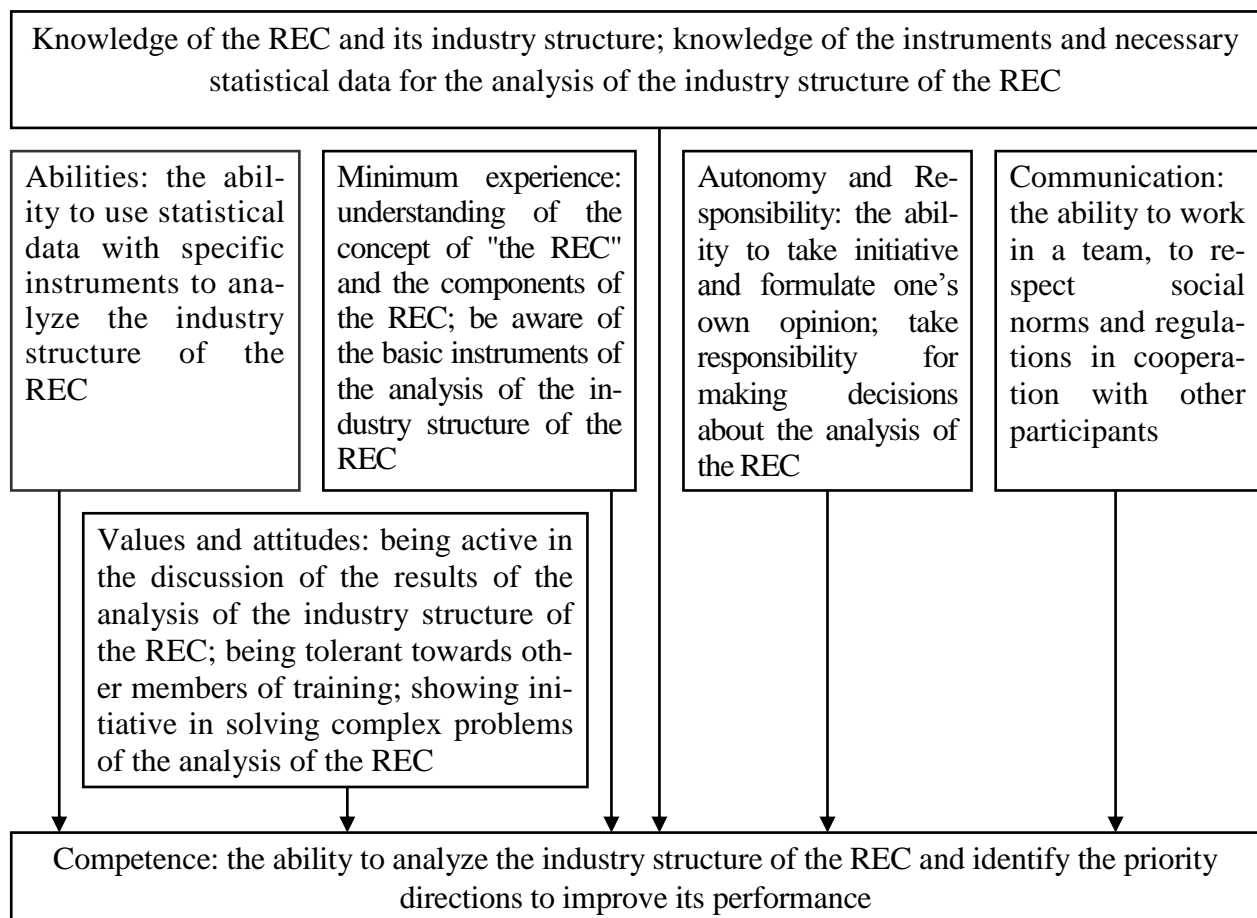 Knowledge of the REC and its industry structure; knowledge of the instruments and necessary
statistical data for the analysis of the industry structure of the REC
Abilities: the abil-
ity to use statistical
data with specific
instruments to ana-
lyze the industry
structure of the
REC
Minimum experience:
understanding of the
concept of "the REC"
and the components of
the REC; be aware of
the basic instruments of
the analysis of the in-
dustry structure of the
REC
Autonomy and Re-
sponsibility: the abil-
ity to take initiative
and formulate one’s
own opinion; take
responsibility for
making decisions
about the analysis of
the REC
Communication:
the ability to work
in a team, to re-
spect social
norms and regula-
tions in coopera-
tion with other
participants
Values and attitudes: being active in
the discussion of the results of the
analysis of the industry structure of
the REC; being tolerant towards oth-
er members of training; showing ini-
tiative in solving complex problems
of the analysis of the REC
Competence: the ability to analyze the industry structure of the REC and identify the priority
directions to improve its performance